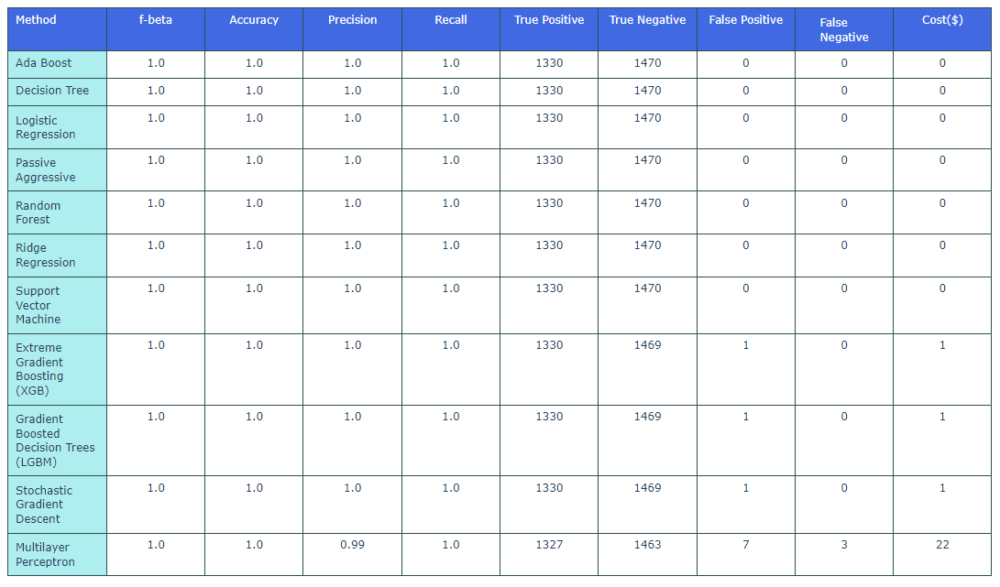 Method f-beta Accuracy Precision Recall True Positive True Negative False Positive False Cost($)
Negative
Ada Boost 1.0 1.0 1.0 1.0 1330 1470 0 0 0
Decision Tree 1.0 1.0 1.0 1.0 1330 1470 0 0 0
Logistic 1.0 1.0 1.0 1.0 1330 1470 0 0 0
Regression
Passive 1.0 1.0 1.0 1.0 1330 1470 0 0 0
Aggressive
Random 1.0 1.0 1.0 1.0 1330 1470 0 0 0
Forest
Ridge 1.0 1.0 1.0 1.0 1330 1470 0 0 0
Regression
Support 1.0 1.0 1.0 1.0 1330 1470 0 0 0
Vector
Machine
Extreme 1.0 1.0 1.0 1.0 1330 1469 1 0 1
Gradient
Boosting
(XGB)
Gradient 1.0 1.0 1.0 1.0 1330 1469 1 0 1
Boosted
Decision Trees
(LGBM)
Stochastic 1.0 1.0 1.0 1.0 1330 1469 1 0 1
Gradient
Descent
Multilayer 1.0 1.0 0.99 1.0 1327 1463 7 3 22
Perceptron